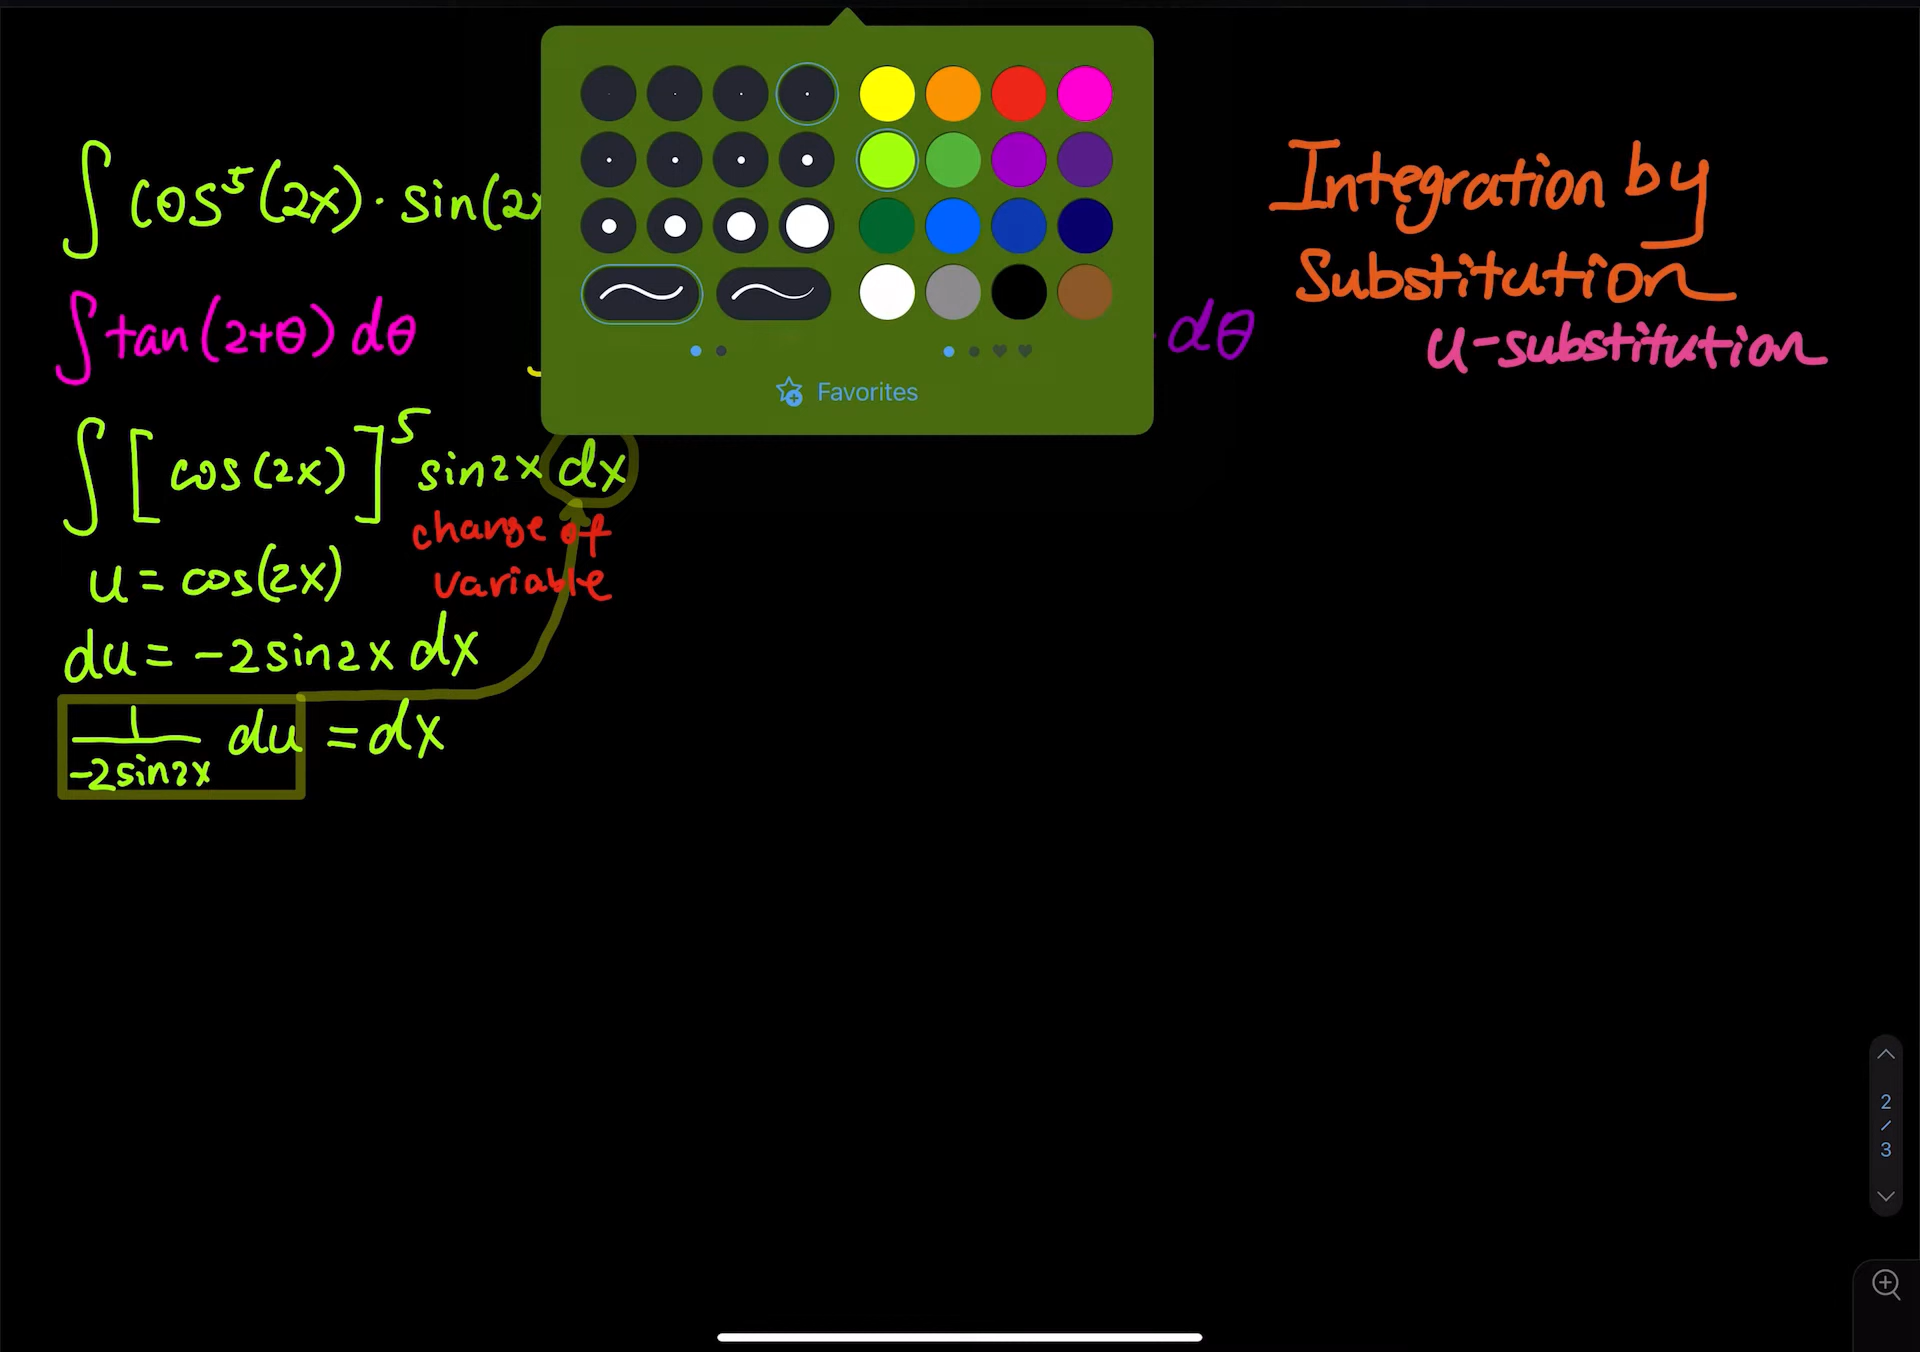 ∫ cos⁵(2x) · sin(2x
∫ tan(2+θ) dθ
· dθ
∫ [cos(2x)]⁵ sin2x dx
change of
variable
u = cos(2x)
du = -2sin2x dx
1/(-2sin2x) du = dx
Integration by
Substitution
u-substitution
Favorites
2
/
3